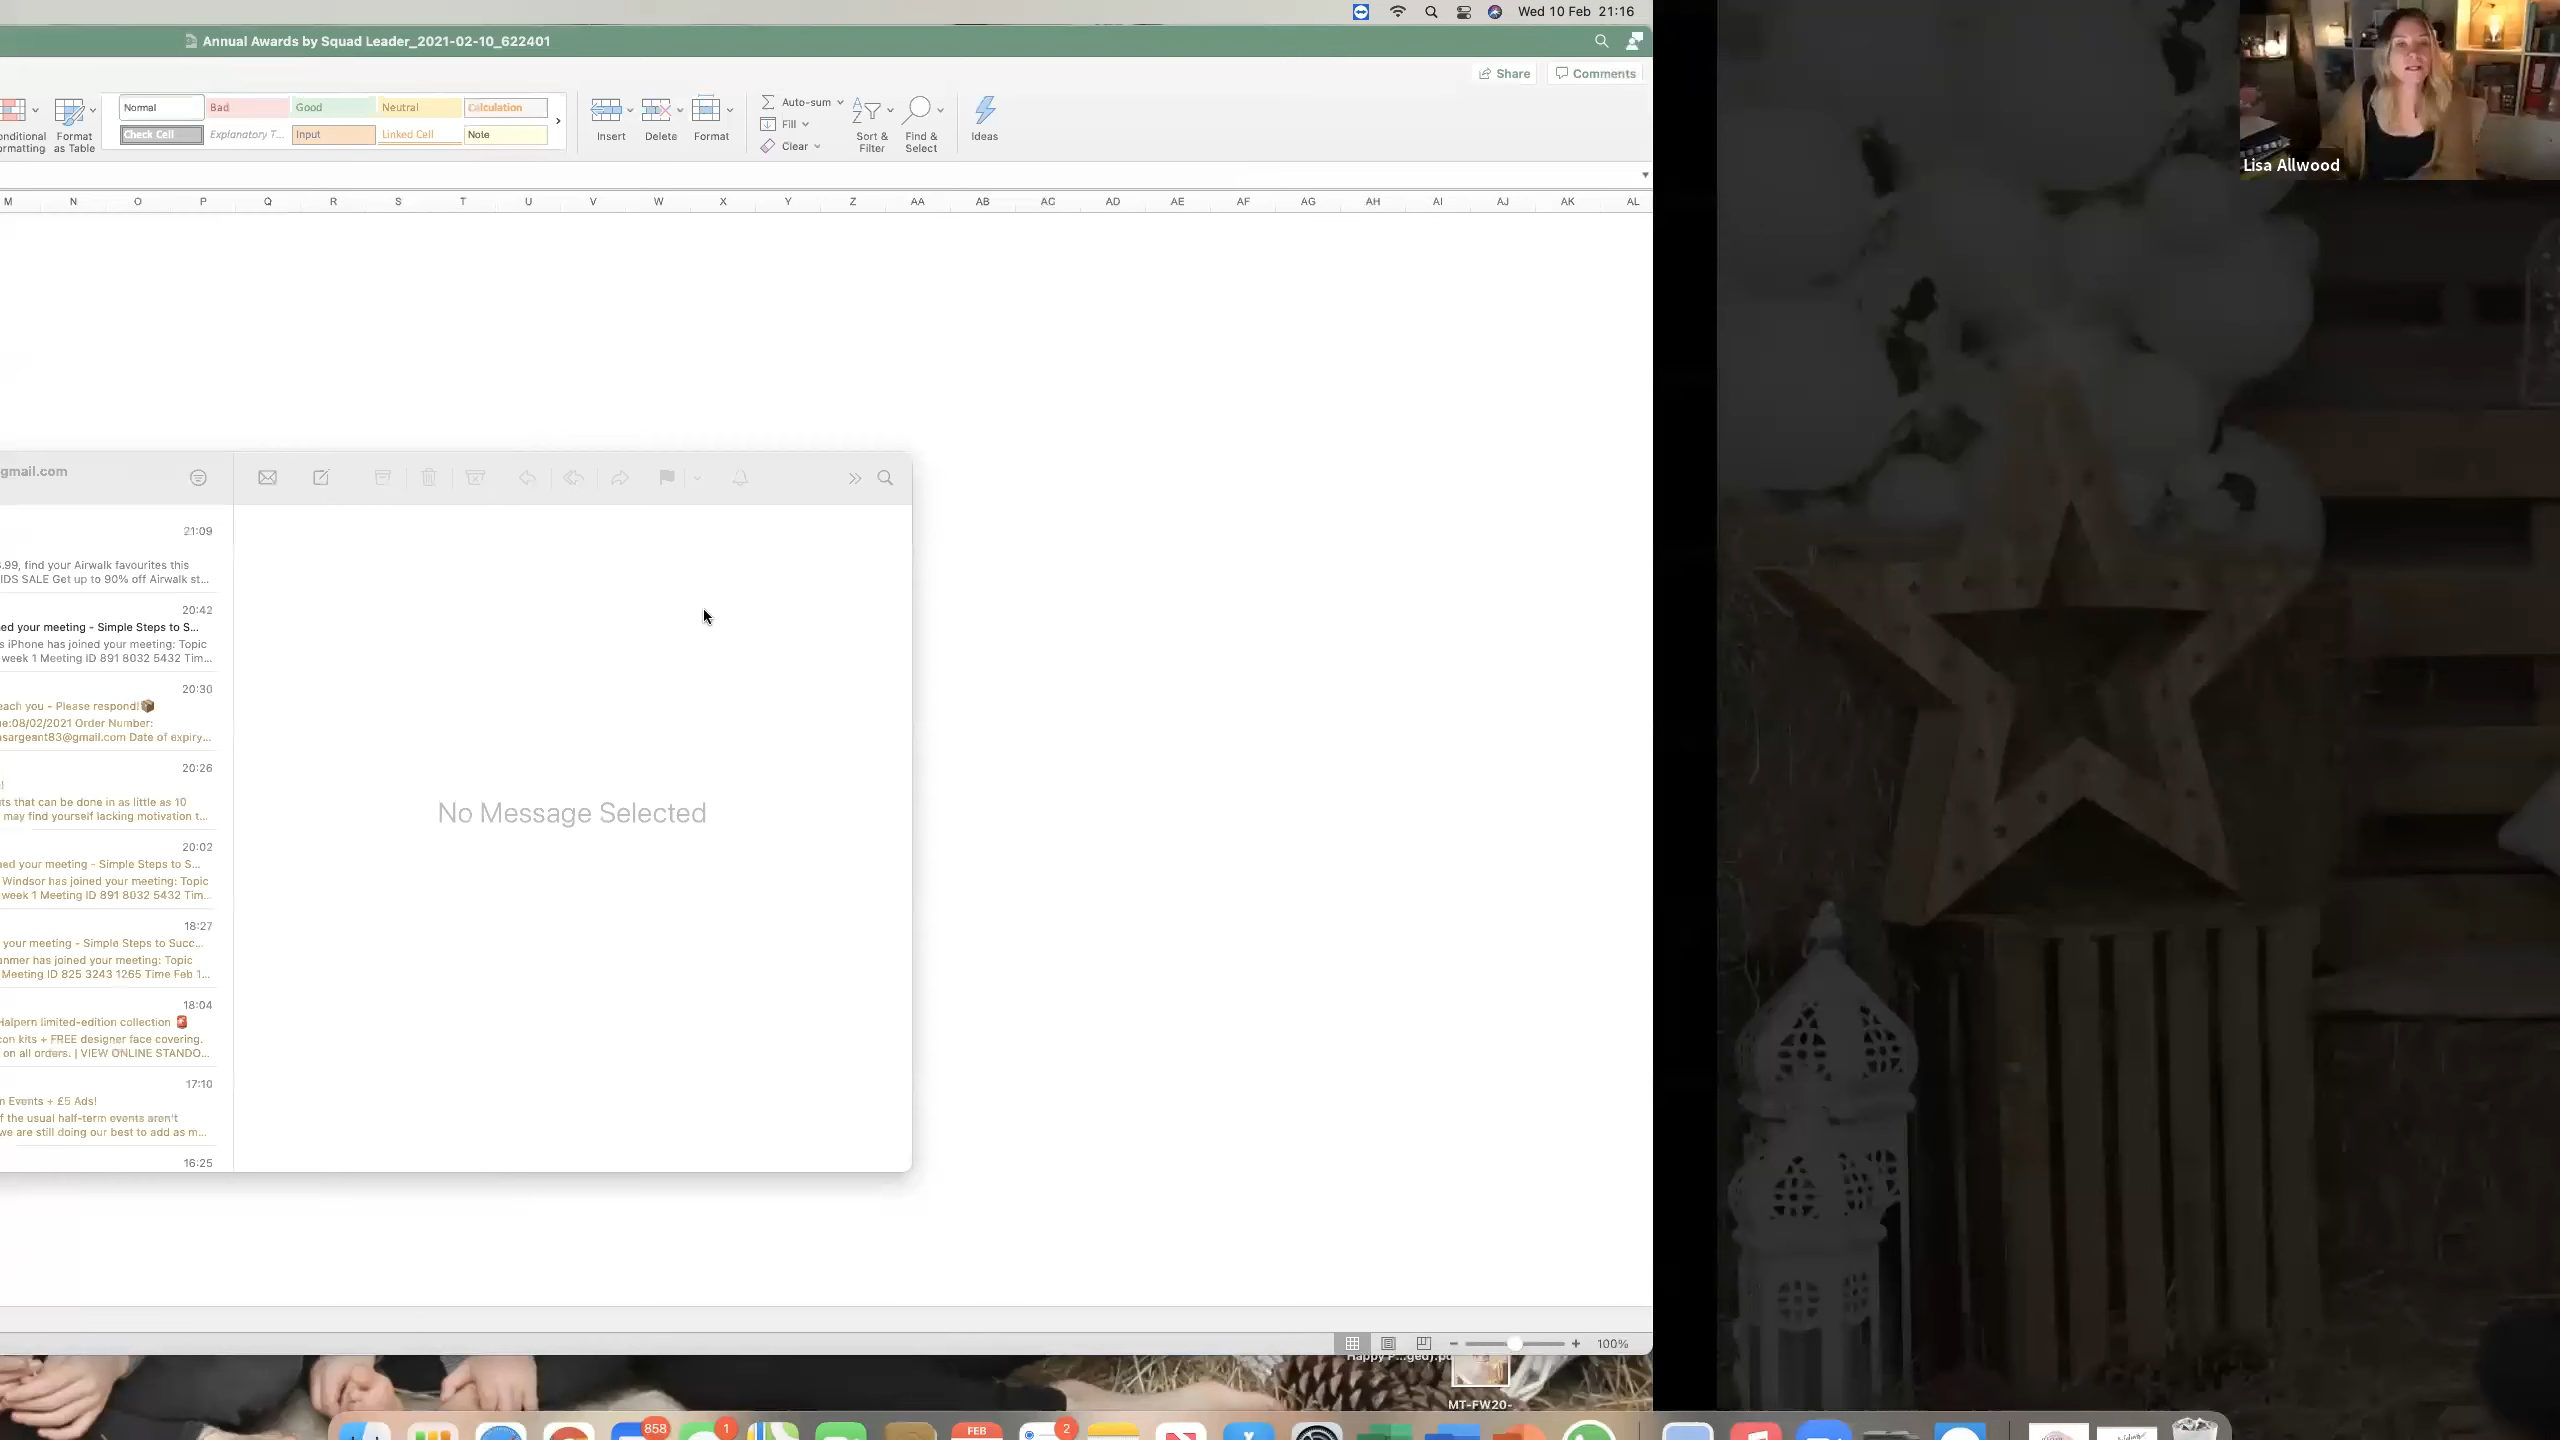 Wed 10 Feb 21:16
Annual Awards by Squad Leader_2021-02-10_622401
Share
Comments
Normal
Bad
Good
Neutral
Calculation
Check Cell
Explanatory T...
Input
Linked Cell
Note
onditional
ormatting
Format
as Table
Insert
Delete
Format
Auto-sum
Fill
Clear
Sort &
Filter
Find &
Select
Ideas
Lisa Allwood
M N O P Q R S T U V W X Y Z AA AB AC AD AE AF AG AH AI AJ AK AL
gmail.com
21:09
.99, find your Airwalk favourites this
IDS SALE Get up to 90% off Airwalk st...
20:42
ed your meeting - Simple Steps to S...
s iPhone has joined your meeting: Topic
week 1 Meeting ID 891 8032 5432 Tim...
20:30
each you - Please respond!📦
e:08/02/2021 Order Number:
sargeant83@gmail.com Date of expiry...
20:26
!
ts that can be done in as little as 10
may find yourself lacking motivation t...
20:02
ed your meeting - Simple Steps to S...
Windsor has joined your meeting: Topic
week 1 Meeting ID 891 8032 5432 Tim...
18:27
your meeting - Simple Steps to Succ...
anmer has joined your meeting: Topic
Meeting ID 825 3243 1265 Time Feb 1...
18:04
Halpern limited-edition collection 🚨
con kits + FREE designer face covering.
on all orders. | VIEW ONLINE STANDO...
17:10
n Events + £5 Ads!
f the usual half-term events aren't
we are still doing our best to add as m...
16:25
No Message Selected
100%
Happy P...ged).pd
MT-FW20-
858
1
FEB
2